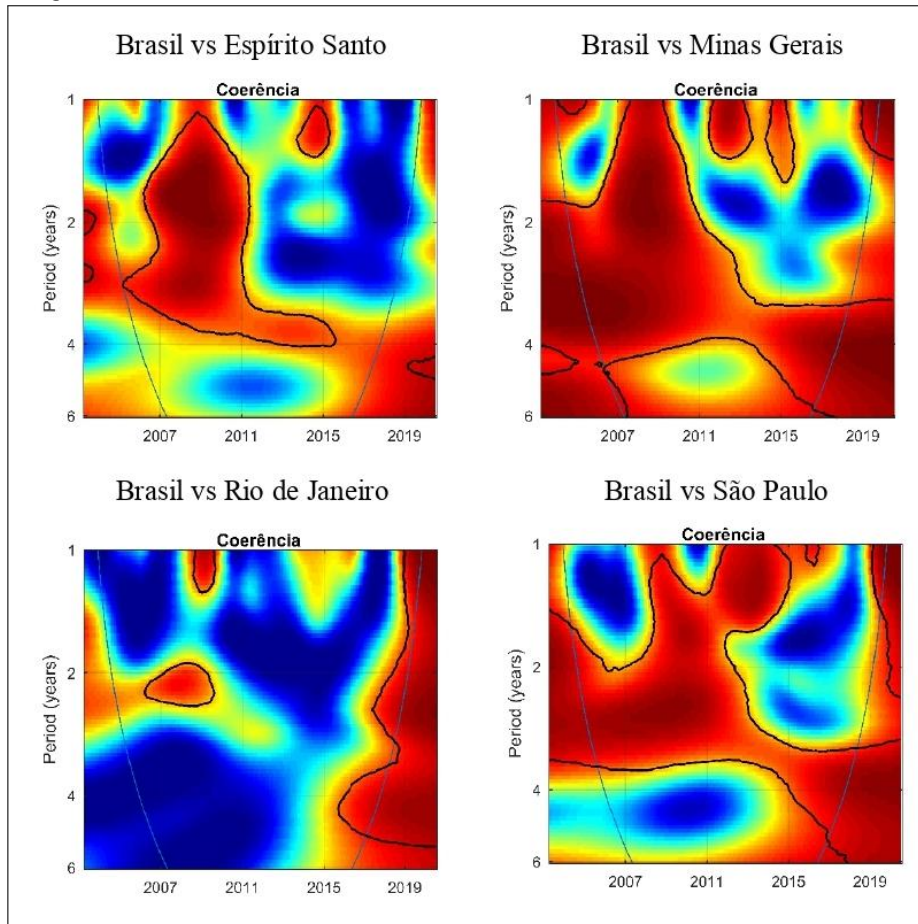 Brasil vs Espírito Santo
Coerência
Period (years)
1
2
4
6
2007 2011 2015 2019
Brasil vs Minas Gerais
Coerência
Period (years)
1
2
4
6
2007 2011 2015 2019
Brasil vs Rio de Janeiro
Coerência
Period (years)
1
2
4
6
2007 2011 2015 2019
Brasil vs São Paulo
Coerência
Period (years)
1
2
4
6
2007 2011 2015 2019